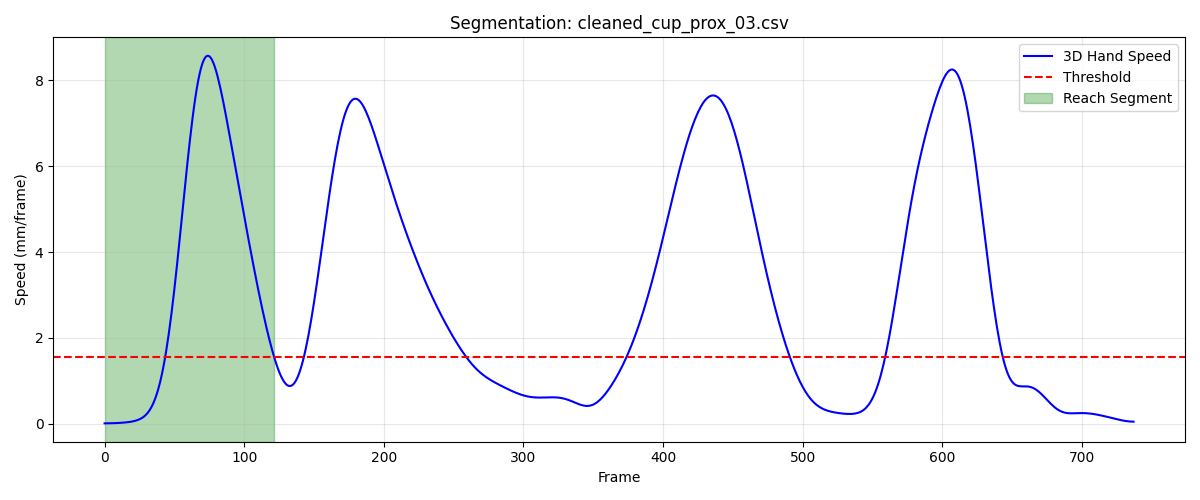 Segmentation: cleaned_cup_prox_03.csv
3D Hand Speed
Threshold
Reach Segment
Speed (mm/frame)
8
6
4
2
0
0 100 200 300 400 500 600 700
Frame